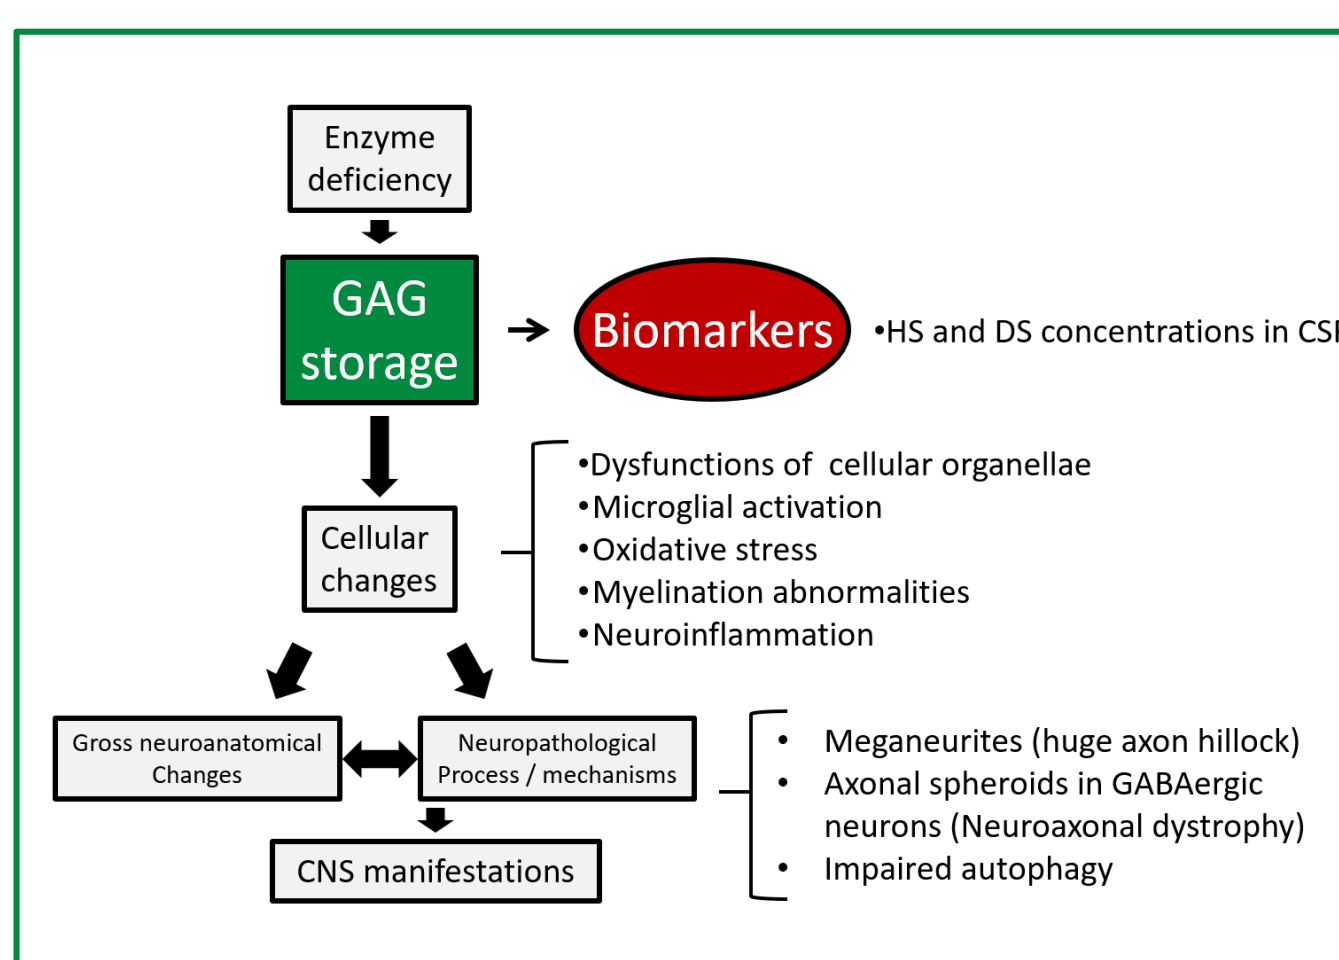 Enzyme
deficiency
GAG
storage
Biomarkers
•HS and DS concentrations in
Cellular
changes
•Dysfunctions of cellular organellae
•Microglial activation
•Oxidative stress
•Myelination abnormalities
•Neuroinflammation
Gross neuroanatomical
Changes
Neuropathological
Process / mechanisms
• Meganeurites (huge axon hillock)
• Axonal spheroids in GABAergic
neurons (Neuroaxonal dystrophy)
• Impaired autophagy
CNS manifestations